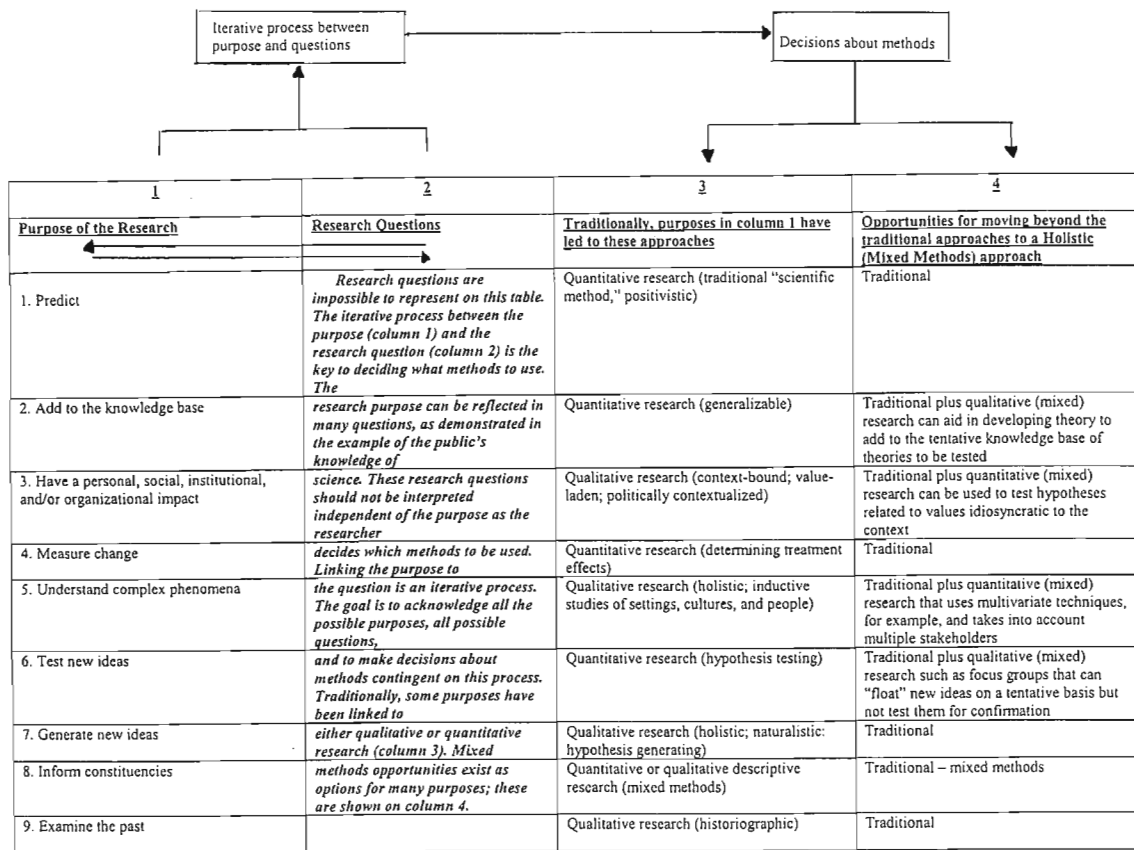 Iterative process between
purpose and questions
Decisions about methods
1
2
3
4
Purpose of the Research
Research Questions
Traditionally, purposes in column 1 have
led to these approaches
Opportunities for moving beyond the
traditional approaches to a Holistic
(Mixed Methods) approach
1. Predict
Research questions are
impossible to represent on this table.
The iterative process between the
purpose (column 1) and the
research question (column 2) is the
key to deciding what methods to use.
The
Quantitative research (traditional “scientific
method,” positivistic)
Traditional
2. Add to the knowledge base
research purpose can be reflected in
many questions, as demonstrated in
the example of the public's
knowledge of
Quantitative research (generalizable)
Traditional plus qualitative (mixed)
research can aid in developing theory to
add to the tentative knowledge base of
theories to be tested
3. Have a personal, social, institutional,
and/or organizational impact
science. These research questions
should not be interpreted
independent of the purpose as the
researcher
Qualitative research (context-bound; value-
laden; politically contextualized)
Traditional plus quantitative (mixed)
research can be used to test hypotheses
related to values idiosyncratic to the
context
4. Measure change
decides which methods to be used.
Linking the purpose to
Quantitative research (determining treatment
effects)
Traditional
5. Understand complex phenomena
the question is an iterative process.
The goal is to acknowledge all the
possible purposes, all possible
questions,
Qualitative research (holistic; inductive
studies of settings, cultures, and people)
Traditional plus quantitative (mixed)
research that uses multivariate techniques,
for example, and takes into account
multiple stakeholders
6. Test new ideas
and to make decisions about
methods contingent on this process.
Traditionally, some purposes have
been linked to
Quantitative research (hypothesis testing)
Traditional plus qualitative (mixed)
research such as focus groups that can
“float” new ideas on a tentative basis but
not test them for confirmation
7. Generate new ideas
either qualitative or quantitative
research (column 3). Mixed
Qualitative research (holistic; naturalistic:
hypothesis generating)
Traditional
8. Inform constituencies
methods opportunities exist as
options for many purposes; these
are shown on column 4.
Quantitative or qualitative descriptive
research (mixed methods)
Traditional – mixed methods
9. Examine the past
Qualitative research (historiographic)
Traditional